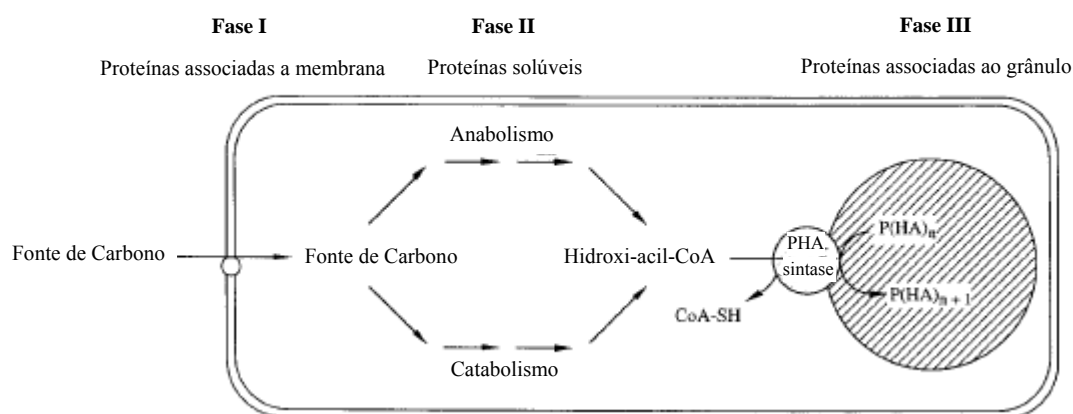 Fase I
Fase II
Fase III
Proteínas associadas a membrana
Proteínas solúveis
Proteínas associadas ao grânulo
Anabolismo
Fonte de Carbono
Fonte de Carbono
Hidroxi-acil-CoA
PHA
sintase
P(HA)n
CoA-SH
P(HA)n + 1
Catabolismo